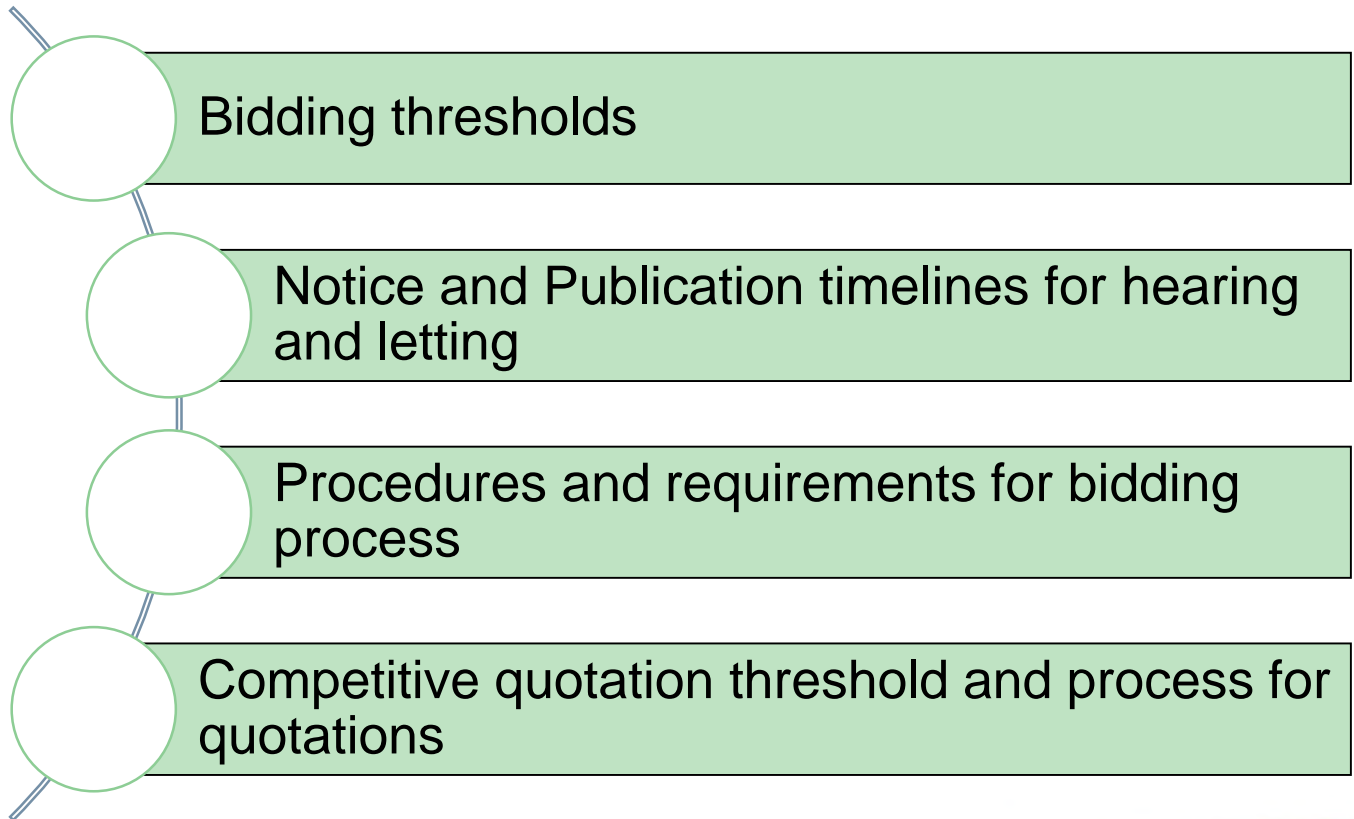 Bidding thresholds
Notice and Publication timelines for hearing
and letting
Procedures and requirements for bidding
process
Competitive quotation threshold and process for
quotations